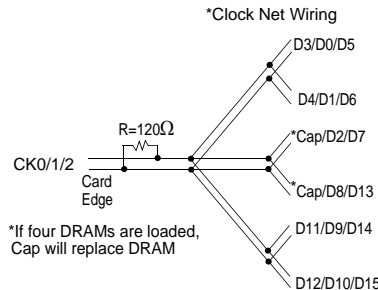 *Clock Net Wiring
D3/D0/D5
D4/D1/D6
R=120Ω
*Cap/D2/D7
CK0/1/2
Card
Edge
*Cap/D8/D13
*If four DRAMs are loaded,
Cap will replace DRAM
D11/D9/D14
D12/D10/D15